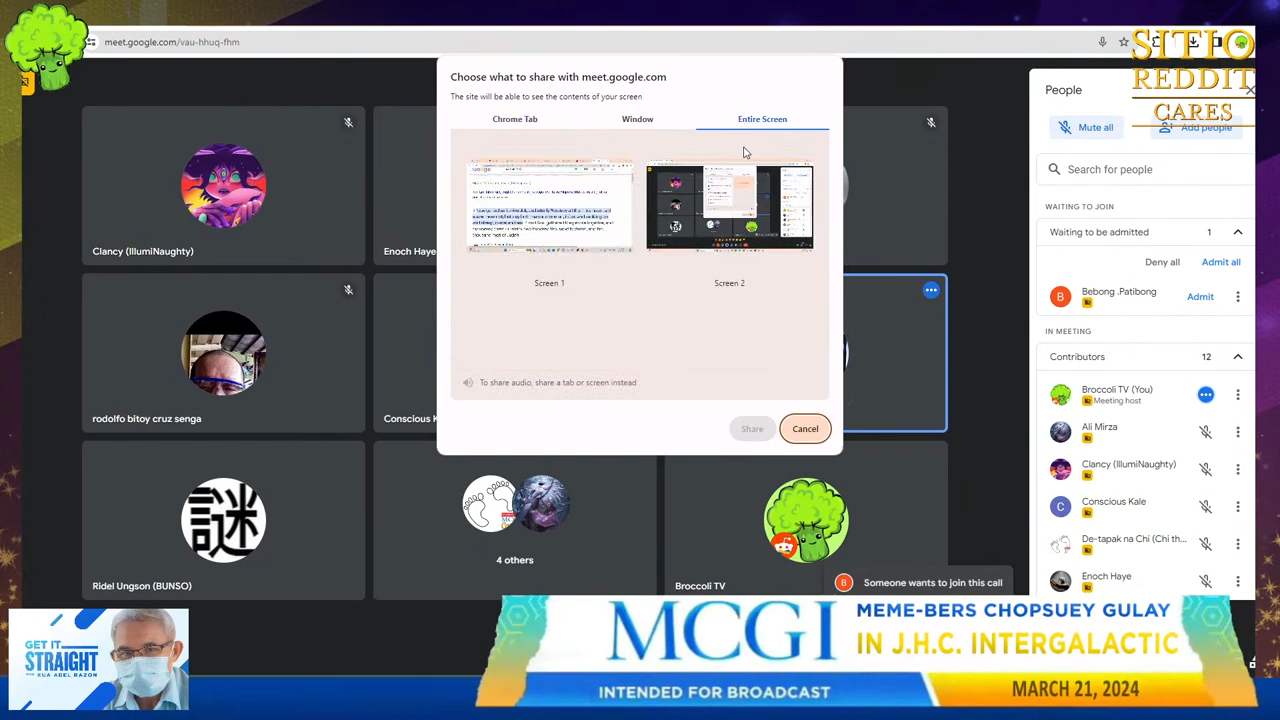 meet.google.com/vau-hhuq-fhm
SITIO
REDDIT
CARES
Choose what to share with meet.google.com
The site will be able to see the contents of your screen
Chrome Tab
Window
Entire Screen
Screen 1
Screen 2
To share audio, share a tab or screen instead
Share
Cancel
Clancy (IllumiNaughty)
Enoch Haye
rodolfo bitoy cruz senga
Conscious K
謎
Ridel Ungson (BUNSO)
4 others
Broccoli TV
Someone wants to join this call
People
Mute all
Add people
Search for people
WAITING TO JOIN
Waiting to be admitted 1
Deny all
Admit all
B
Bebong .Patibong
Admit
IN MEETING
Contributors 12
Broccoli TV (You)
Meeting host
Ali Mirza
Clancy (IllumiNaughty)
C
Conscious Kale
De-tapak na Chi (Chi th...
Enoch Haye
GET IT
STRAIGHT
WITH KUYA ADEL RAZON
MCGI
MEME-BERS CHOPSUEY GULAY
IN J.H.C. INTERGALACTIC
INTENDED FOR BROADCAST
MARCH 21, 2024